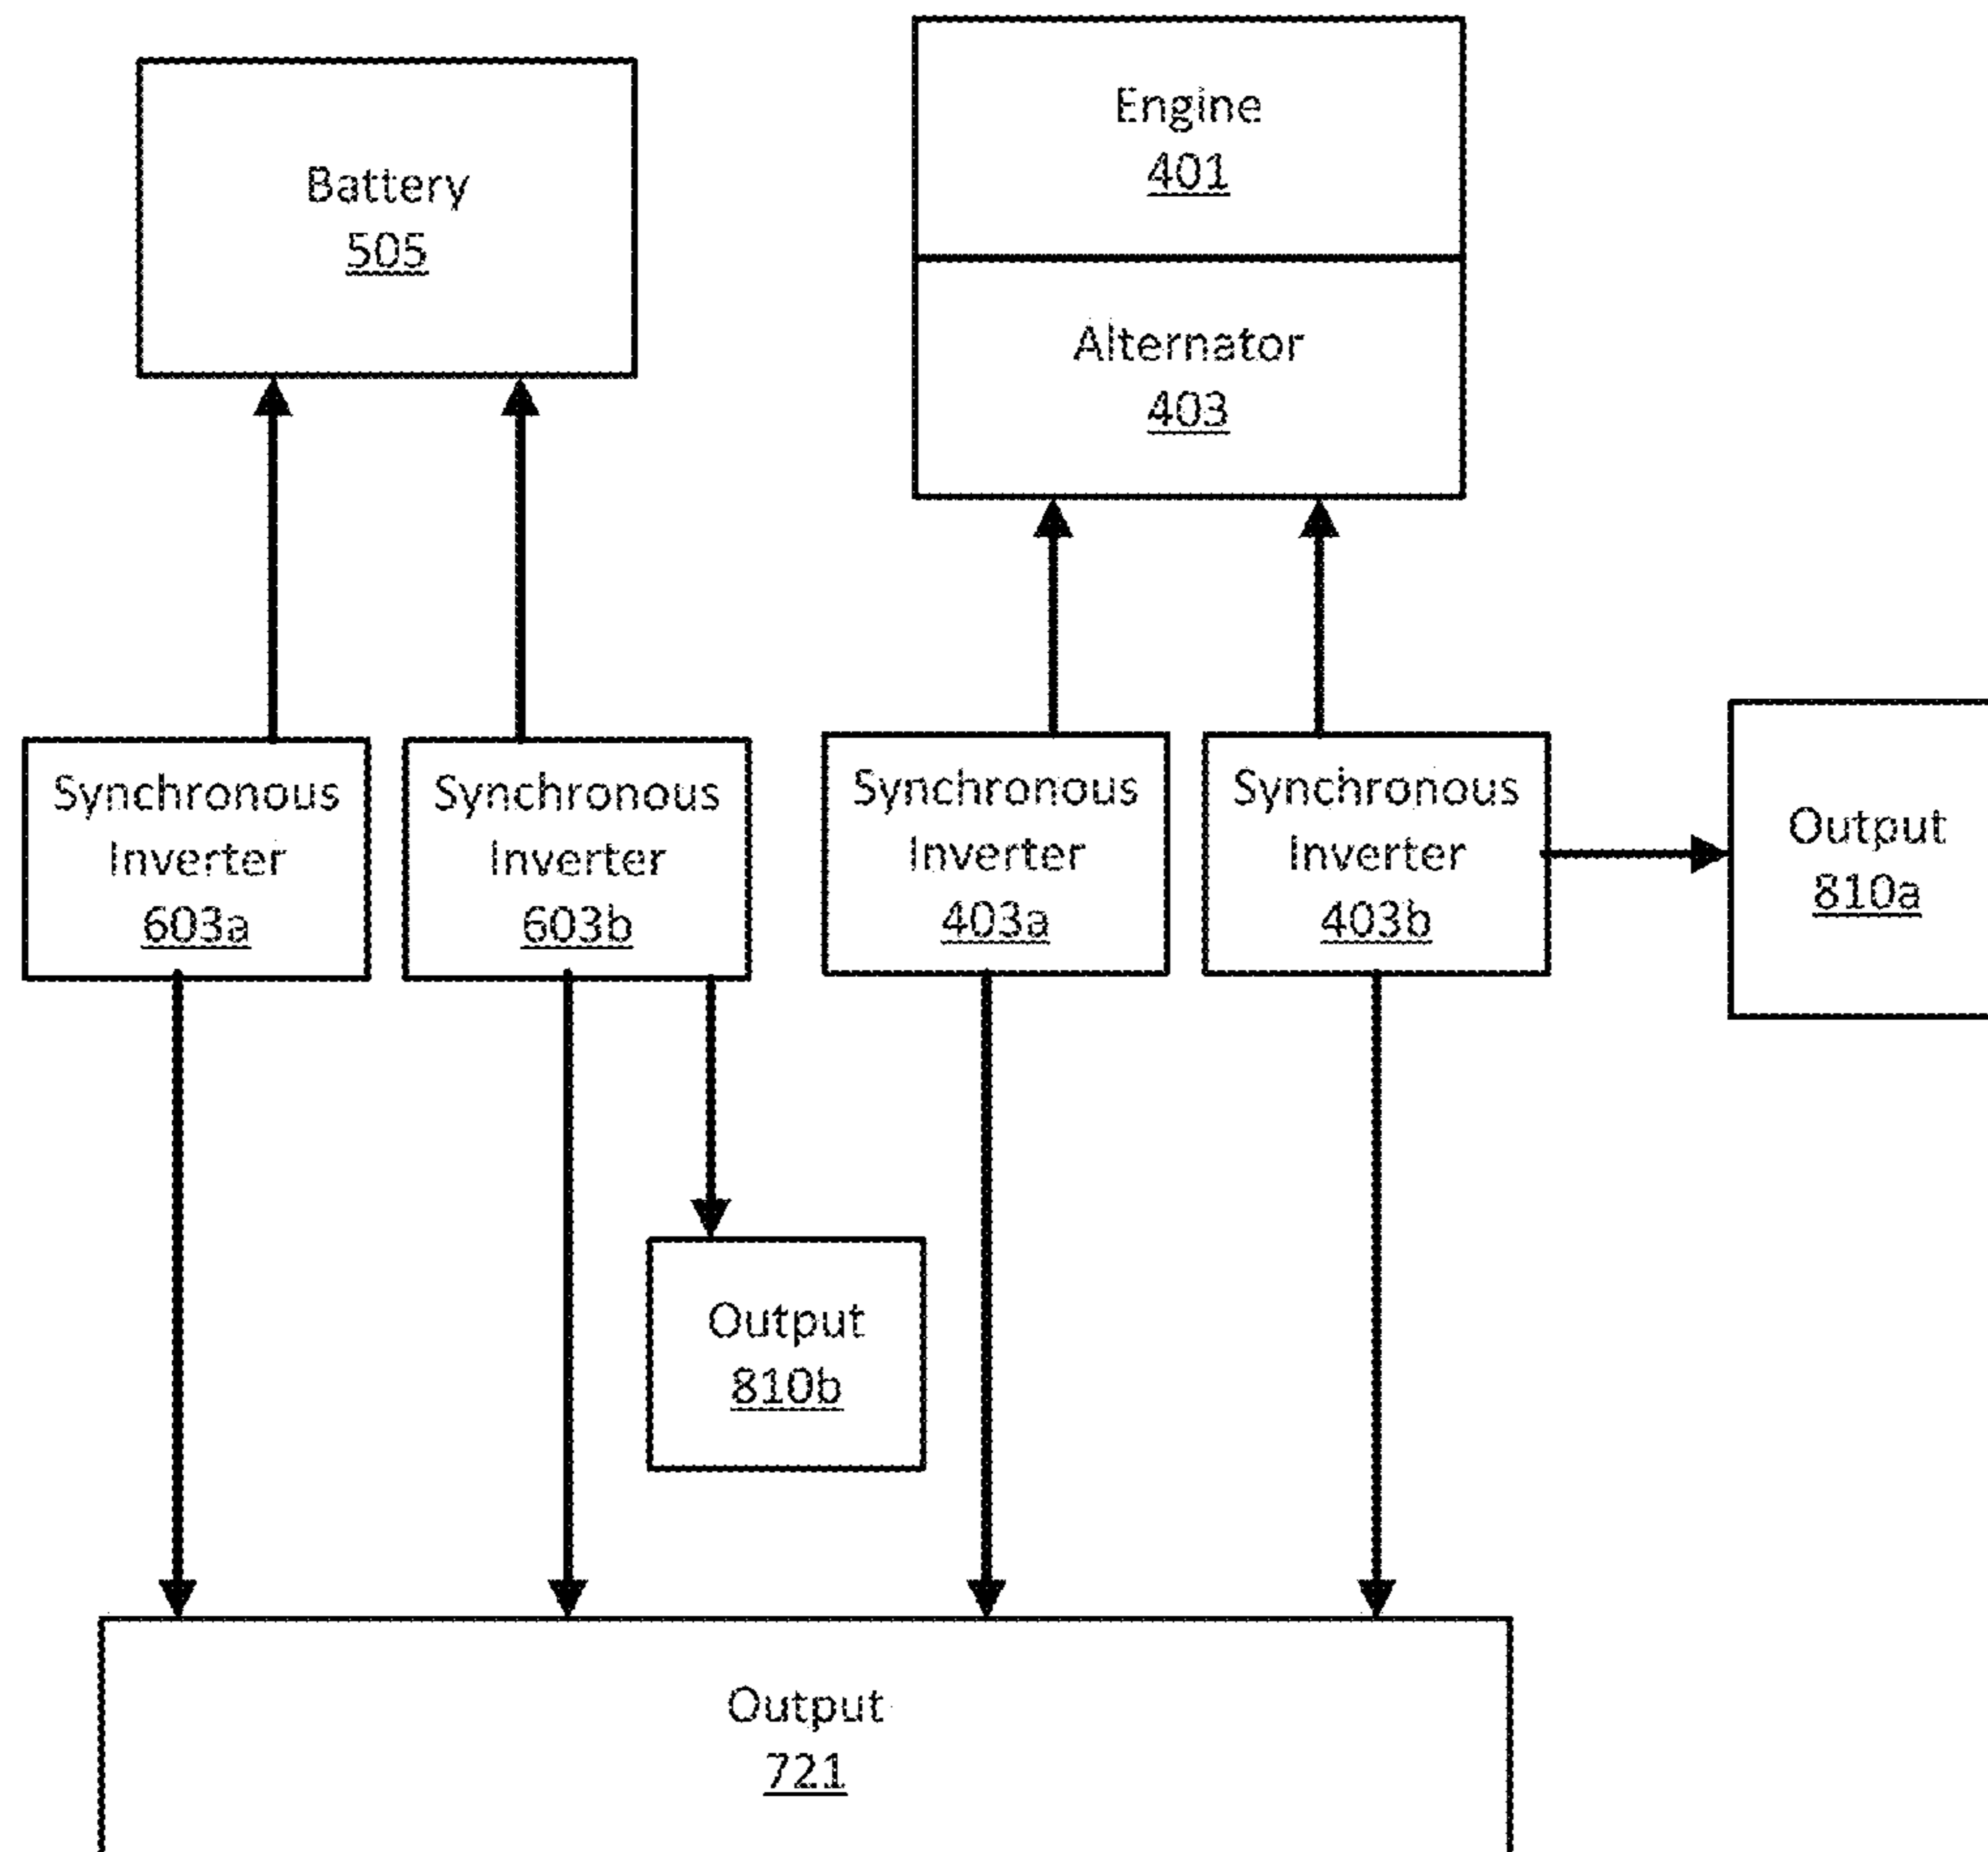 Battery
505
Engine
401
Alternator
403
Synchronous
Inverter
603a
Synchronous
Inverter
603b
Synchronous
Inverter
403a
Synchronous
Inverter
403b
Output
810a
Output
810b
Output
721